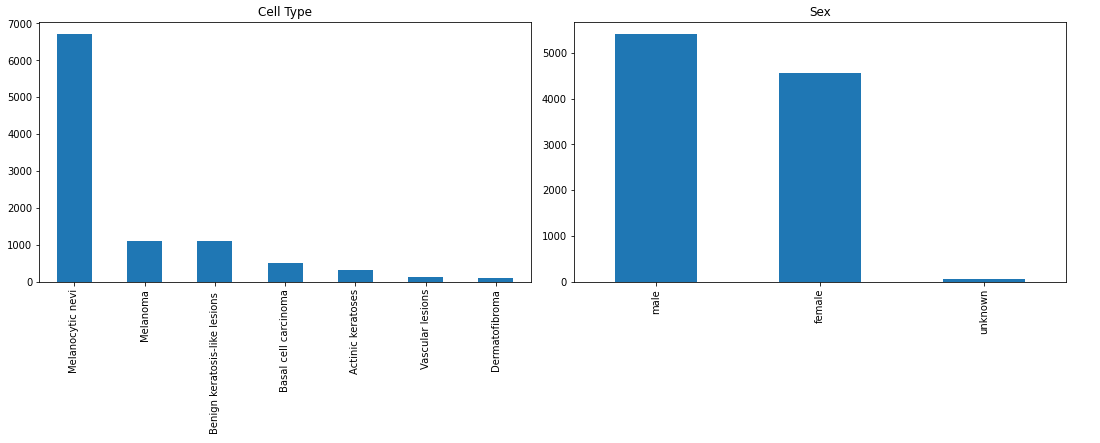 Cell Type
7000
6000
5000
4000
3000
2000
1000
0
Melanocytic nevi
Melanoma
Benign keratosis-like lesions
Basal cell carcinoma
Actinic keratoses
Vascular lesions
Dermatofibroma
Sex
5000
4000
3000
2000
1000
0
male
female
unknown